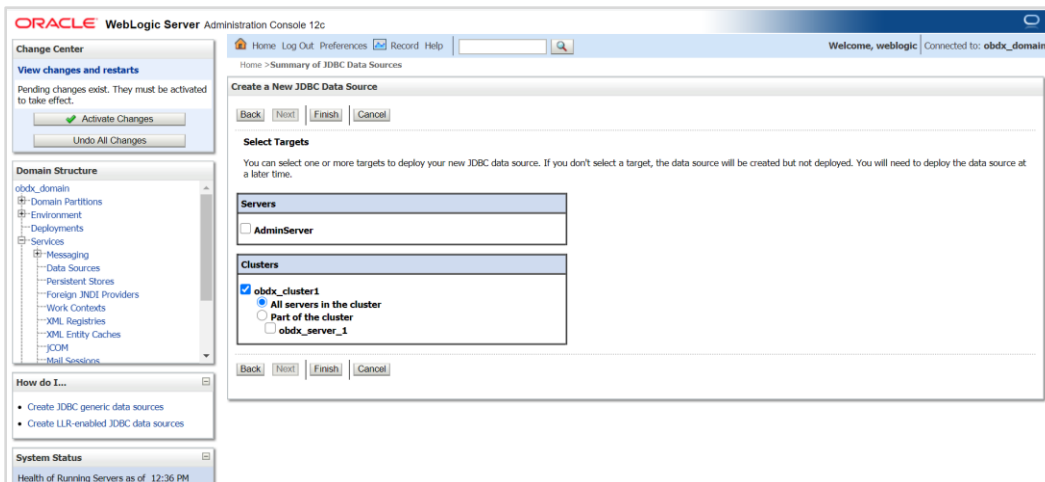 ORACLE WebLogic Server Administration Console 12c
Change Center
View changes and restarts
Pending changes exist. They must be activated
to take effect.
Activate Changes
Undo All Changes
Domain Structure
obdx_domain
Domain Partitions
Environment
Deployments
Services
Messaging
Data Sources
Persistent Stores
Foreign JNDI Providers
Work Contexts
XML Registries
XML Entity Caches
jCOM
Mail Sessions
How do I...
Create JDBC generic data sources
Create LLR-enabled JDBC data sources
System Status
Health of Running Servers as of 12:36 PM
Home Log Out Preferences Record Help
Welcome, weblogic Connected to: obdx_domain
Home >Summary of JDBC Data Sources
Create a New JDBC Data Source
Back Next Finish Cancel
Select Targets
You can select one or more targets to deploy your new JDBC data source. If you don't select a target, the data source will be created but not deployed. You will need to deploy the data source at
a later time.
Servers
AdminServer
Clusters
obdx_cluster1
All servers in the cluster
Part of the cluster
obdx_server_1
Back Next Finish Cancel